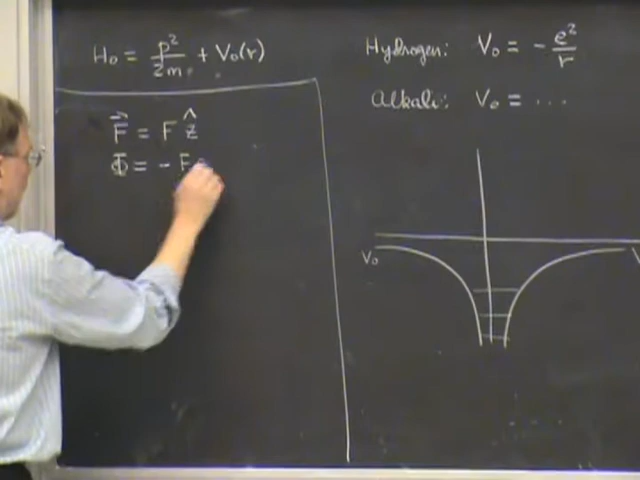 H₀ = p²/2m + V₀(r)
F⃗ = F ẑ
Φ = - F
Hydrogen: V₀ = - e²/r
Alkali: V₀ = ...
V₀